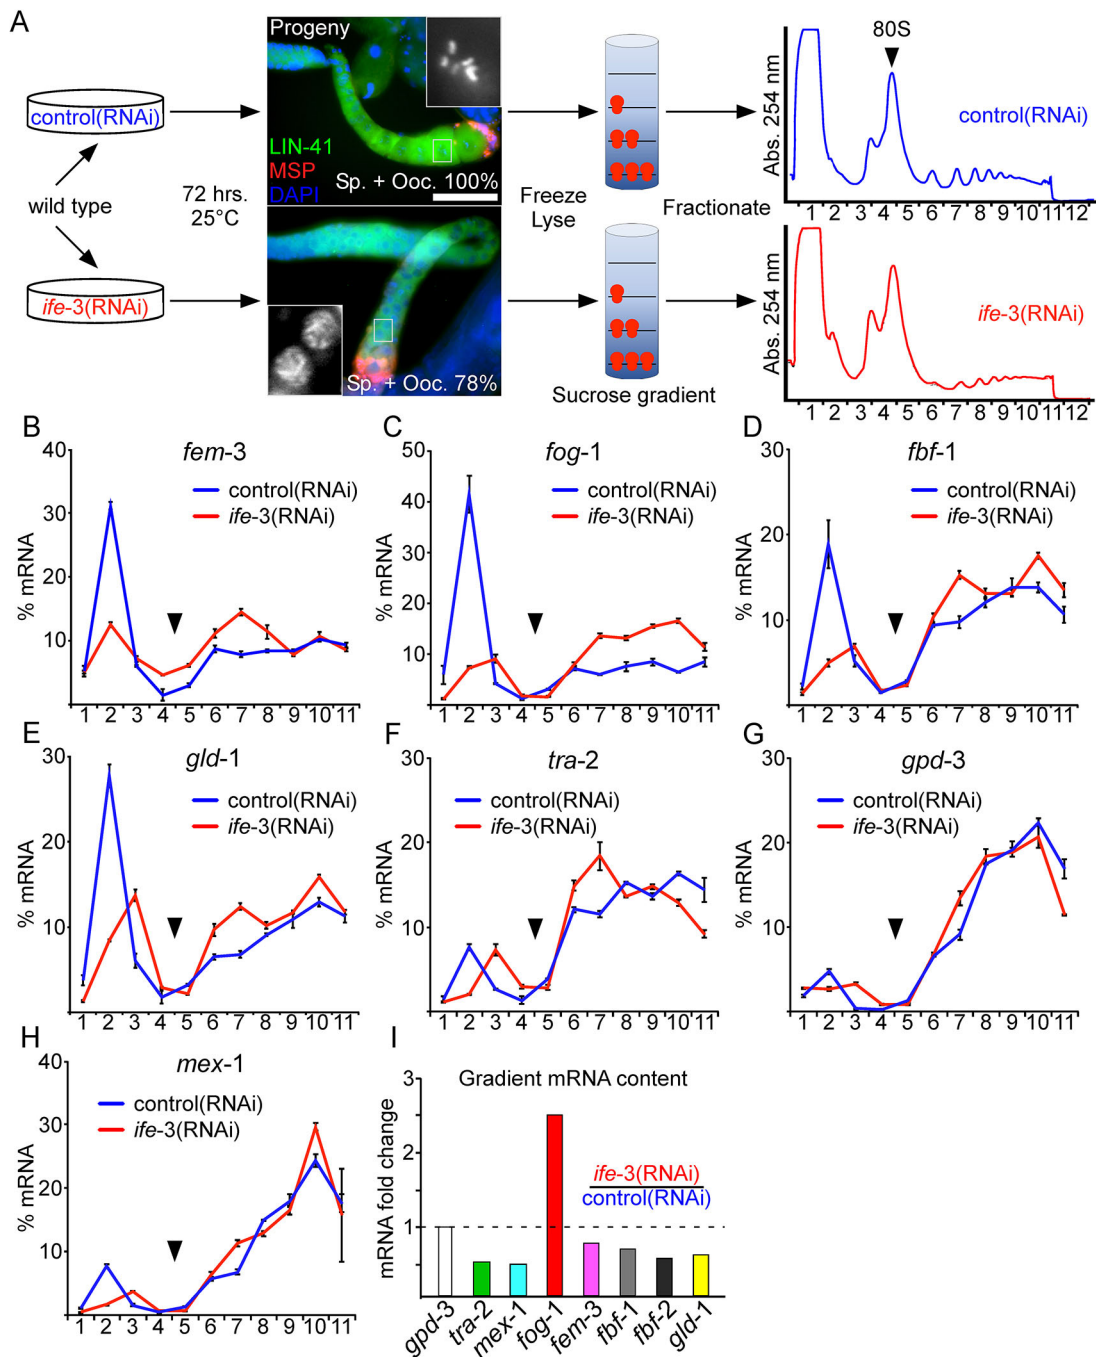 A
Progeny
80S
control(RNAi)
LIN-41
MSP
DAPI
Sp. + Ooc. 100%
Abs. 254 nm
control(RNAi)
1 2 3 4 5 6 7 8 9 10 11 12
wild type
72 hrs.
25°C
Freeze
Lyse
Fractionate
ife-3(RNAi)
Sp. + Ooc. 78%
Sucrose gradient
Abs. 254 nm
ife-3(RNAi)
1 2 3 4 5 6 7 8 9 10 11 12
B
fem-3
control(RNAi)
ife-3(RNAi)
% mRNA
40
30
20
10
1 2 3 4 5 6 7 8 9 10 11
C
fog-1
control(RNAi)
ife-3(RNAi)
% mRNA
50
40
30
20
10
1 2 3 4 5 6 7 8 9 10 11
D
fbf-1
control(RNAi)
ife-3(RNAi)
% mRNA
30
20
10
1 2 3 4 5 6 7 8 9 10 11
E
gld-1
control(RNAi)
ife-3(RNAi)
% mRNA
30
20
10
1 2 3 4 5 6 7 8 9 10 11
F
tra-2
control(RNAi)
ife-3(RNAi)
% mRNA
30
20
10
1 2 3 4 5 6 7 8 9 10 11
G
gpd-3
control(RNAi)
ife-3(RNAi)
% mRNA
30
20
10
1 2 3 4 5 6 7 8 9 10 11
H
mex-1
control(RNAi)
ife-3(RNAi)
% mRNA
40
30
20
10
1 2 3 4 5 6 7 8 9 10 11
I
Gradient mRNA content
mRNA fold change
3
2
1
ife-3(RNAi)
control(RNAi)
gpd-3
tra-2
mex-1
fog-1
fem-3
fbf-1
fbf-2
gld-1